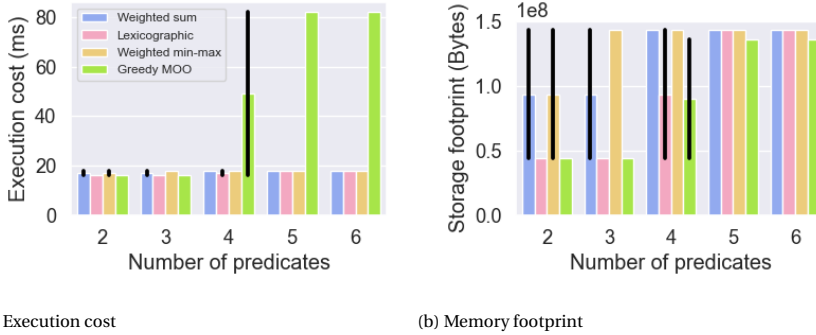 Execution cost (ms)
80
60
40
20
0
Weighted sum
Lexicographic
Weighted min-max
Greedy MOO
2 3 4 5 6
Number of predicates
Execution cost
1e8
Storage footprint (Bytes)
1.5
1.0
0.5
0.0
2 3 4 5 6
Number of predicates
(b) Memory footprint